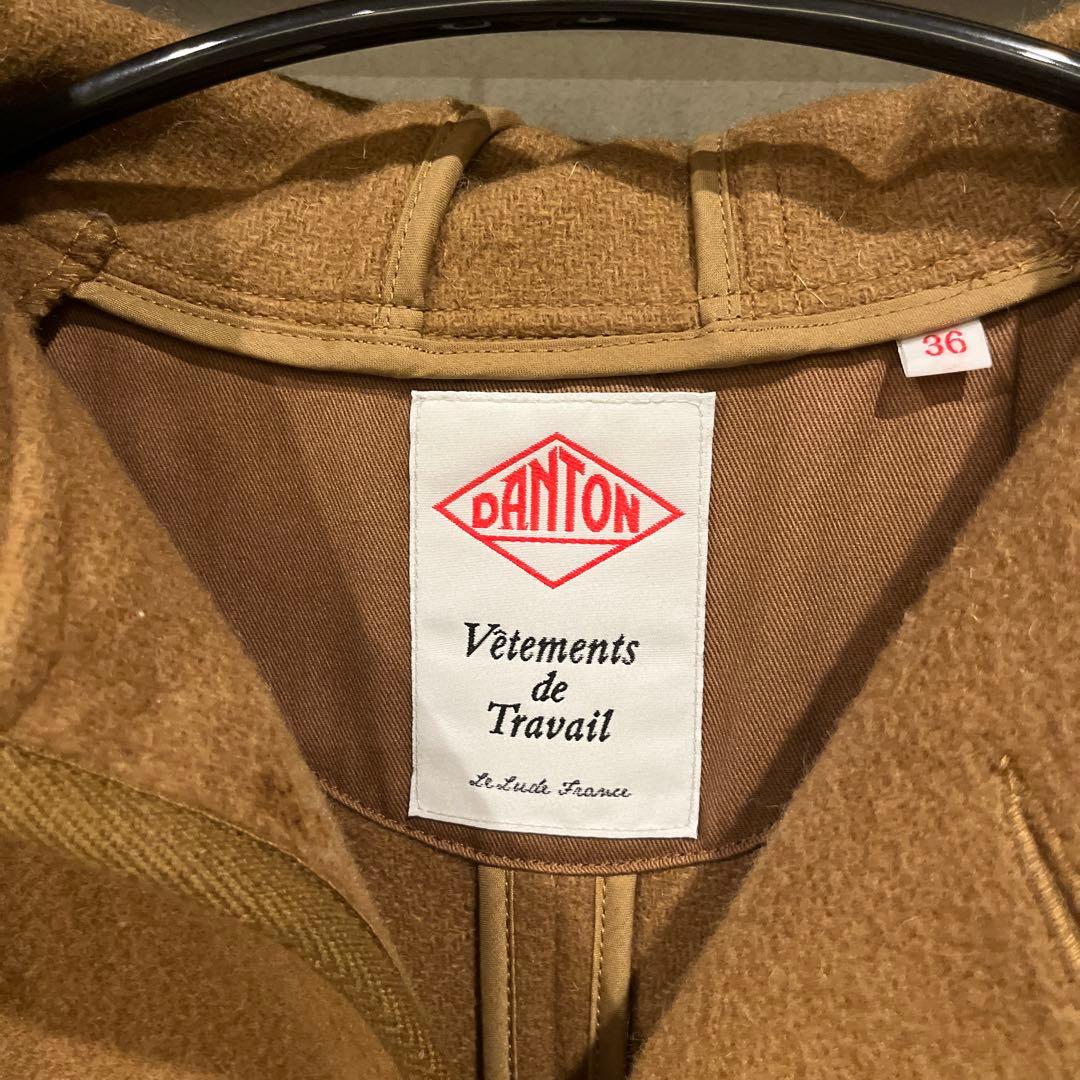 36
DANTON
Vêtements
de
Travail
Le Lude France